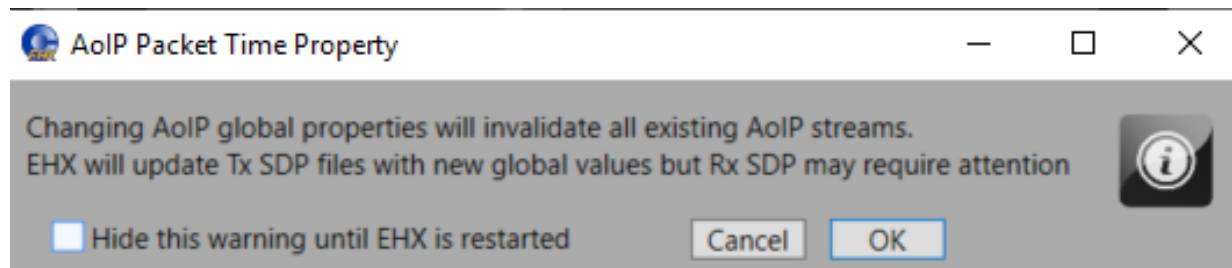 AoIP Packet Time Property
Changing AoIP global properties will invalidate all existing AoIP streams.
EHX will update Tx SDP files with new global values but Rx SDP may require attention
Hide this warning until EHX is restarted
Cancel
OK